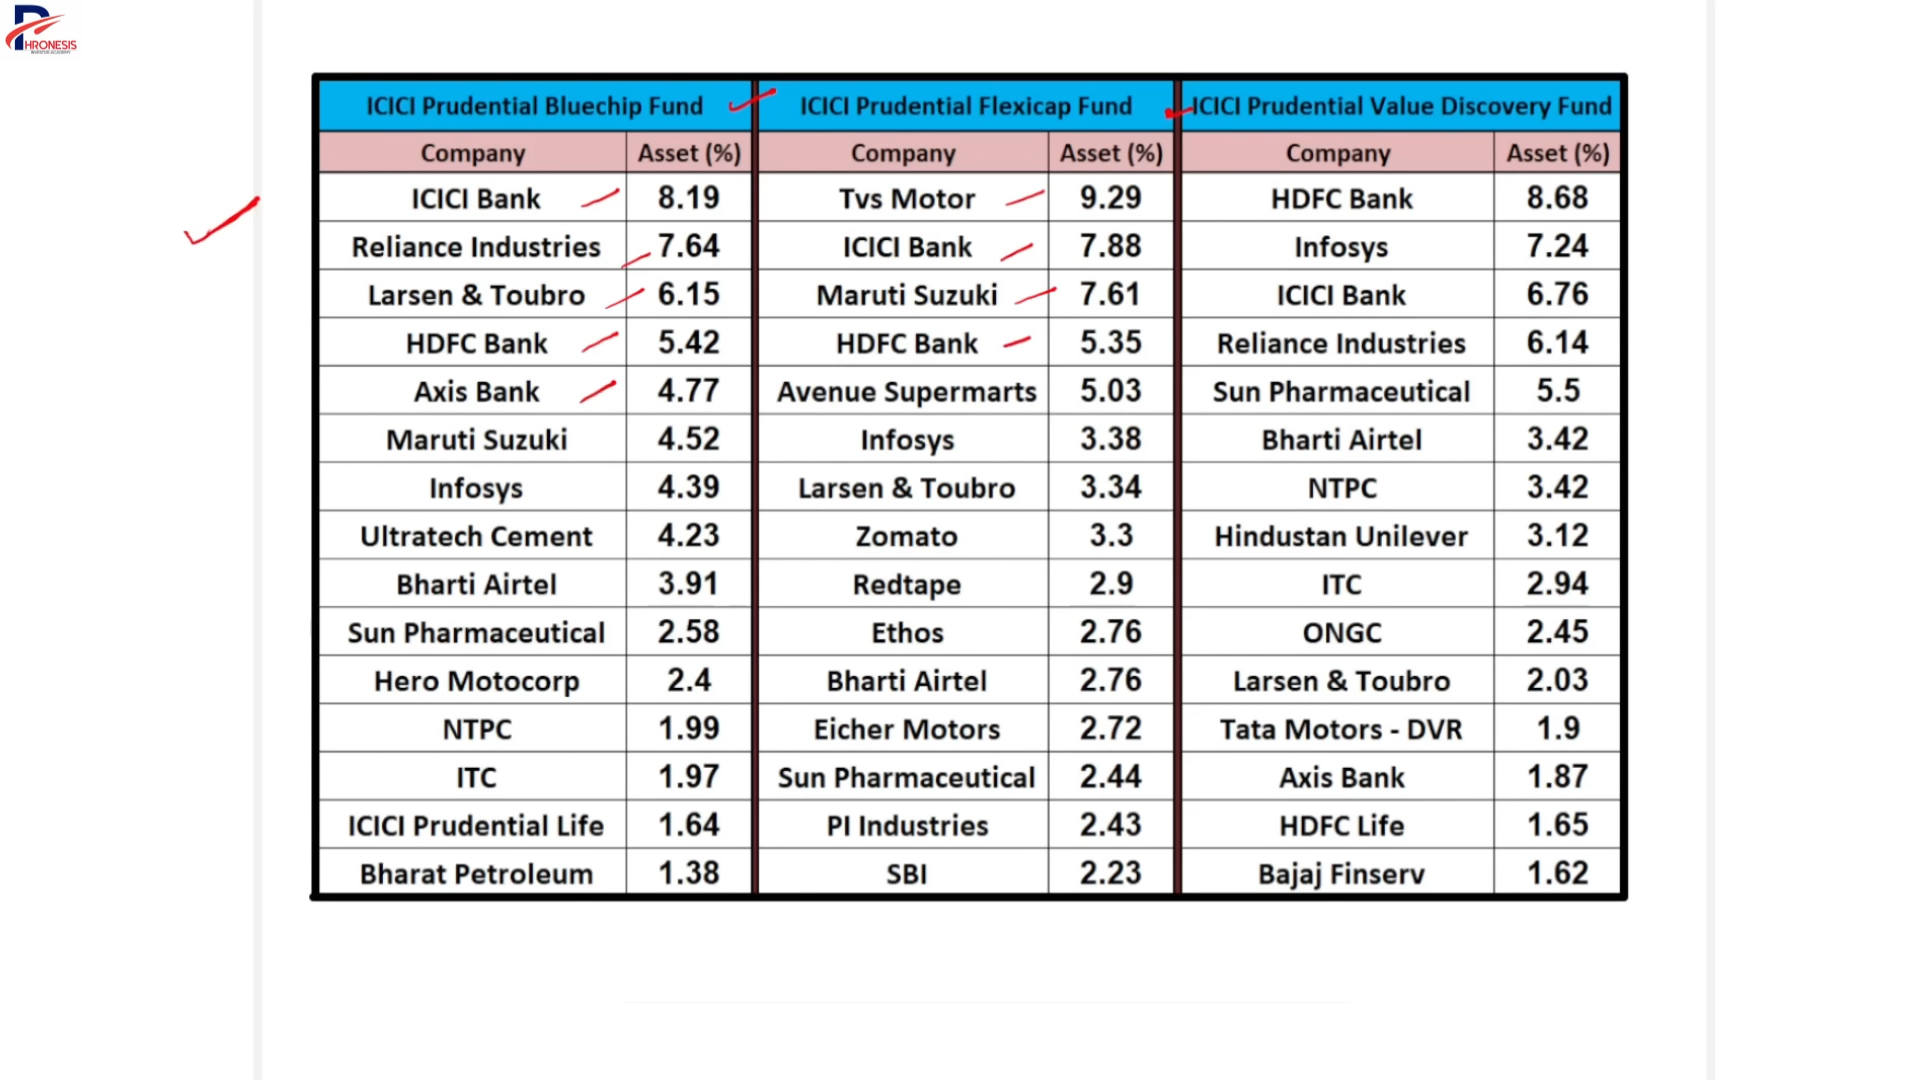 PHRONESIS
INVESTOR ACADEMY
ICICI Prudential Bluechip Fund ICICI Prudential Flexicap Fund ICICI Prudential Value Discovery Fund
Company Asset (%) Company Asset (%) Company Asset (%)
ICICI Bank 8.19 Tvs Motor 9.29 HDFC Bank 8.68
Reliance Industries 7.64 ICICI Bank 7.88 Infosys 7.24
Larsen & Toubro 6.15 Maruti Suzuki 7.61 ICICI Bank 6.76
HDFC Bank 5.42 HDFC Bank 5.35 Reliance Industries 6.14
Axis Bank 4.77 Avenue Supermarts 5.03 Sun Pharmaceutical 5.5
Maruti Suzuki 4.52 Infosys 3.38 Bharti Airtel 3.42
Infosys 4.39 Larsen & Toubro 3.34 NTPC 3.42
Ultratech Cement 4.23 Zomato 3.3 Hindustan Unilever 3.12
Bharti Airtel 3.91 Redtape 2.9 ITC 2.94
Sun Pharmaceutical 2.58 Ethos 2.76 ONGC 2.45
Hero Motocorp 2.4 Bharti Airtel 2.76 Larsen & Toubro 2.03
NTPC 1.99 Eicher Motors 2.72 Tata Motors - DVR 1.9
ITC 1.97 Sun Pharmaceutical 2.44 Axis Bank 1.87
ICICI Prudential Life 1.64 PI Industries 2.43 HDFC Life 1.65
Bharat Petroleum 1.38 SBI 2.23 Bajaj Finserv 1.62